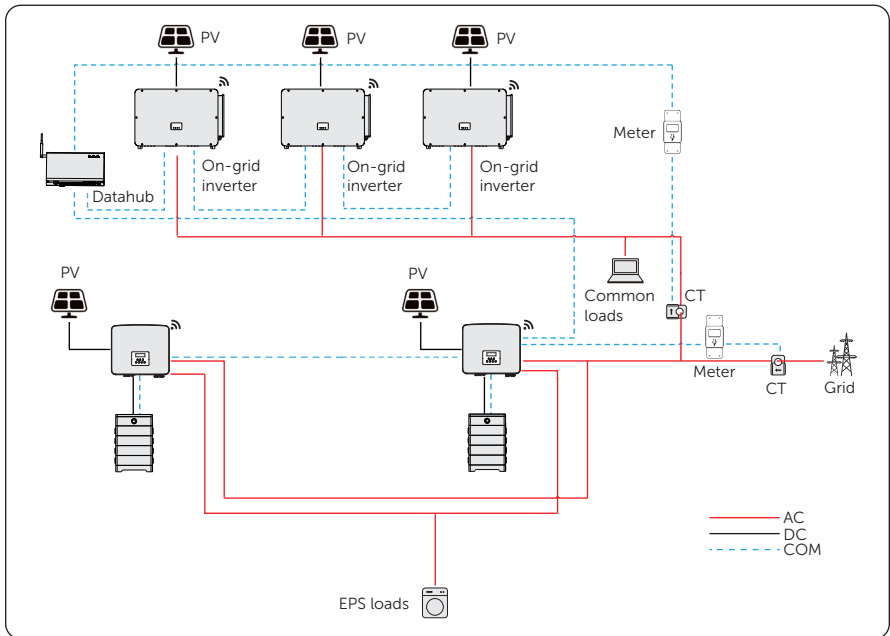 PV
PV
PV
Meter
On-grid
inverter
On-grid
inverter
On-grid
inverter
Datahub
PV
PV
Common
loads
CT
Meter
CT
Grid
AC
DC
COM
EPS loads